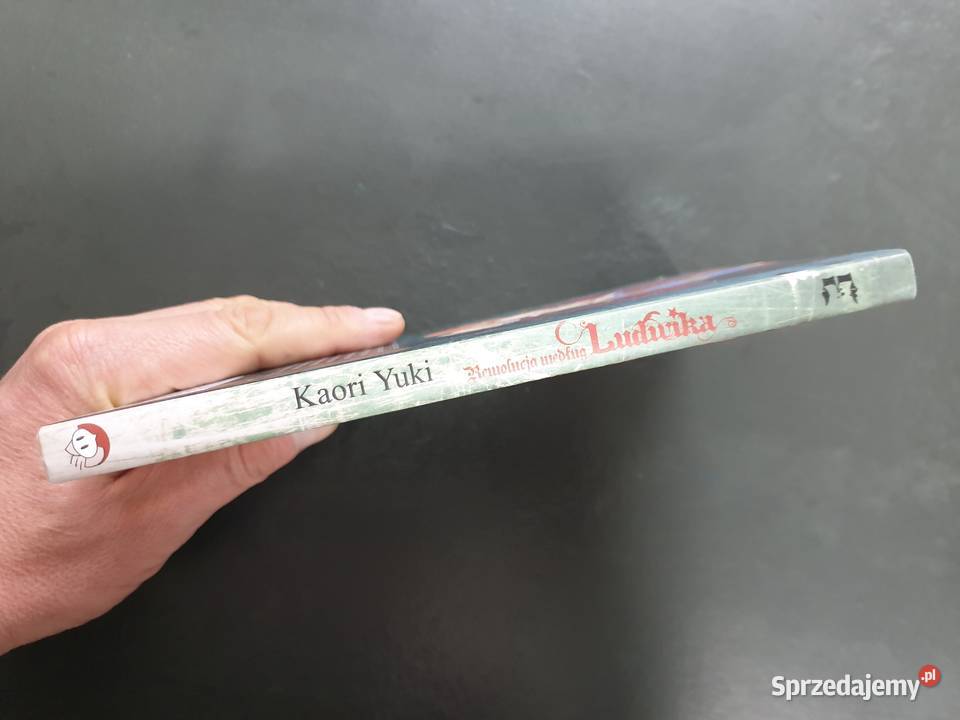 Kaori Yuki
Rewolucja według
Ludwika
Sprzedajemy.pl